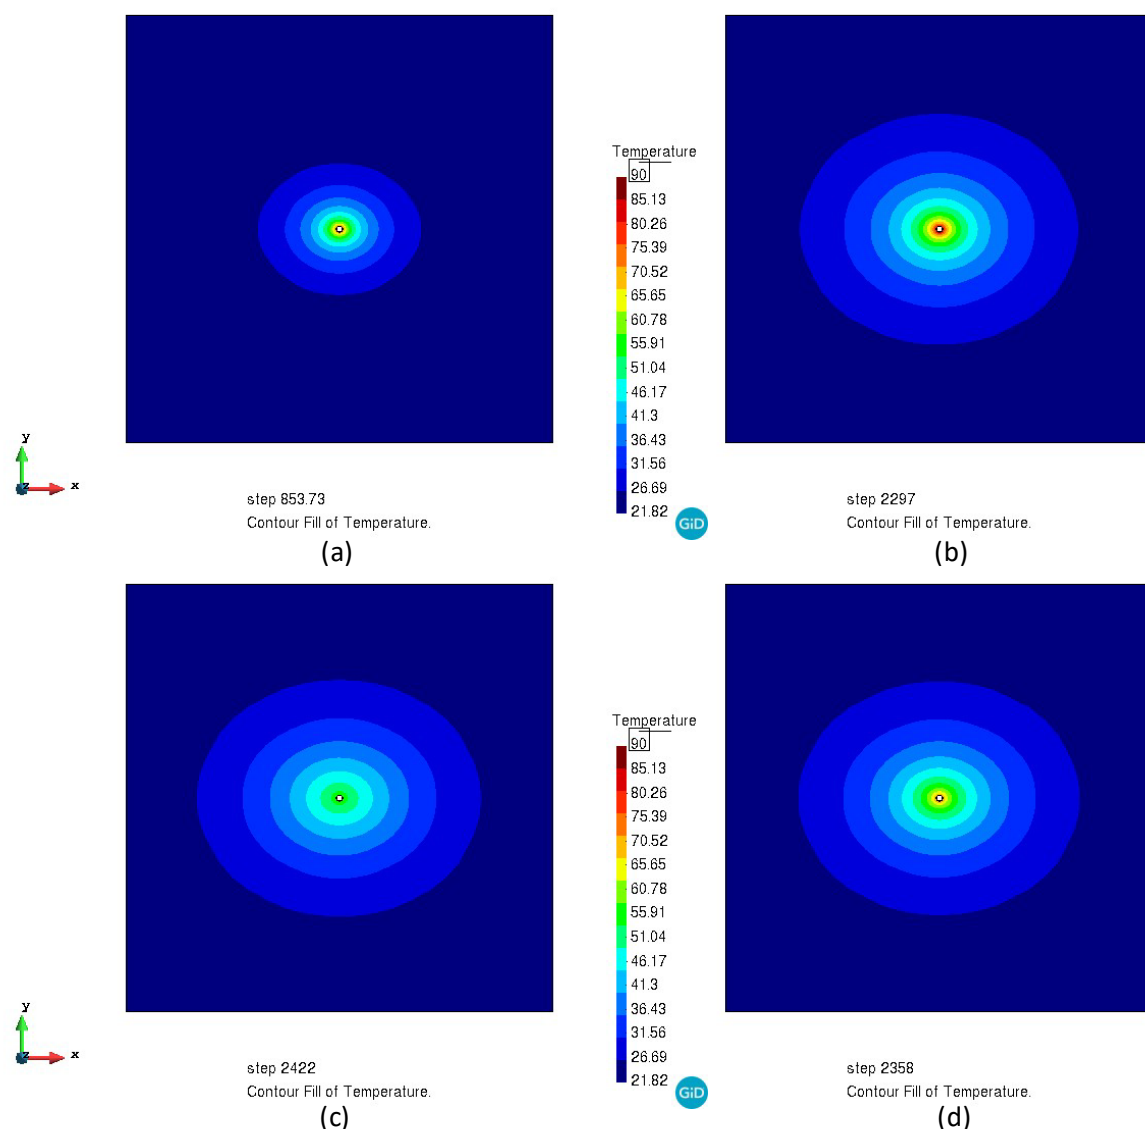 Temperature
90
85.13
80.26
75.39
70.52
65.65
60.78
55.91
51.04
46.17
41.3
36.43
31.56
26.69
21.82
y
z
x
step 853.73
Contour Fill of Temperature.
(a)
GiD
step 2297
Contour Fill of Temperature.
(b)
Temperature
90
85.13
80.26
75.39
70.52
65.65
60.78
55.91
51.04
46.17
41.3
36.43
31.56
26.69
21.82
y
z
x
step 2422
Contour Fill of Temperature.
(c)
GiD
step 2358
Contour Fill of Temperature.
(d)